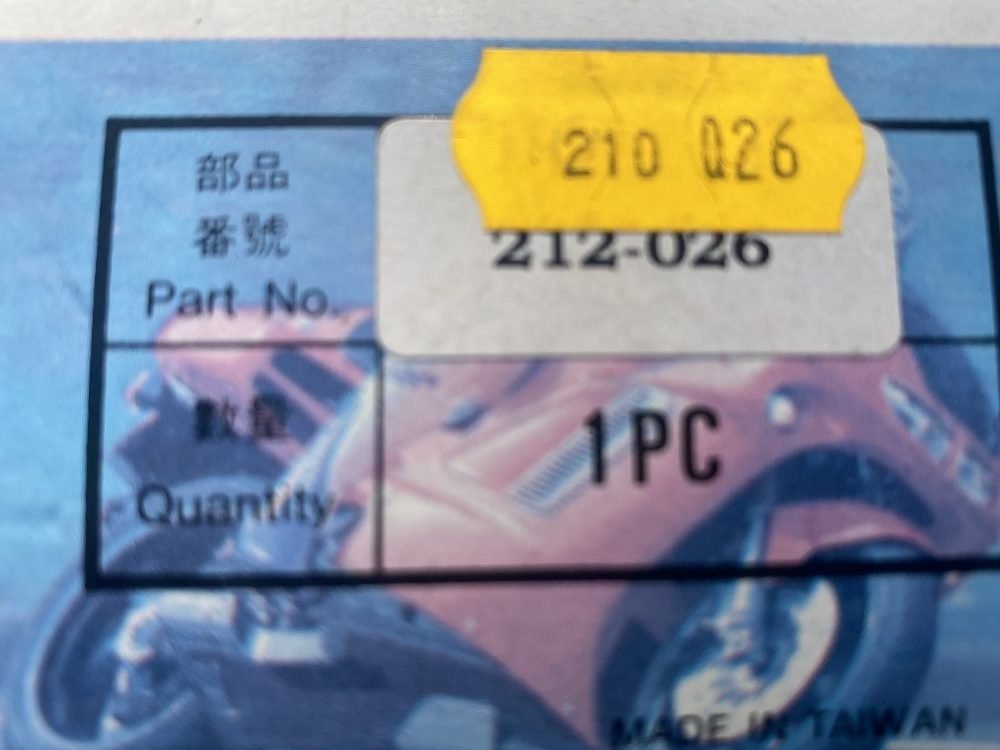 210 026
部品
番號
Part No.
212-026
數量
Quantity
1PC
MADE IN TAIWAN